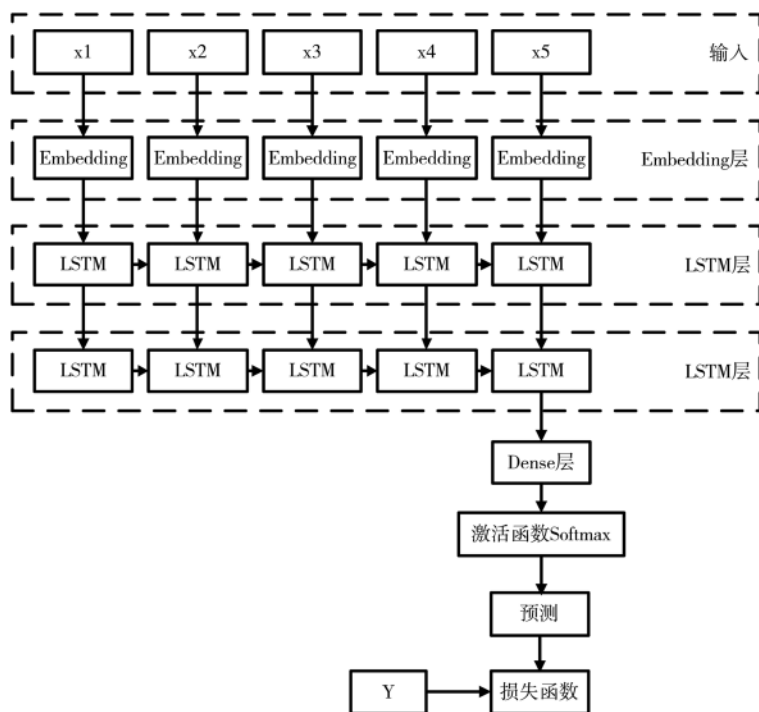 x1 x2 x3 x4 x5 输入
Embedding Embedding Embedding Embedding Embedding Embedding层
LSTM LSTM LSTM LSTM LSTM LSTM层
LSTM LSTM LSTM LSTM LSTM LSTM层
Dense层
激活函数Softmax
预测
Y 损失函数